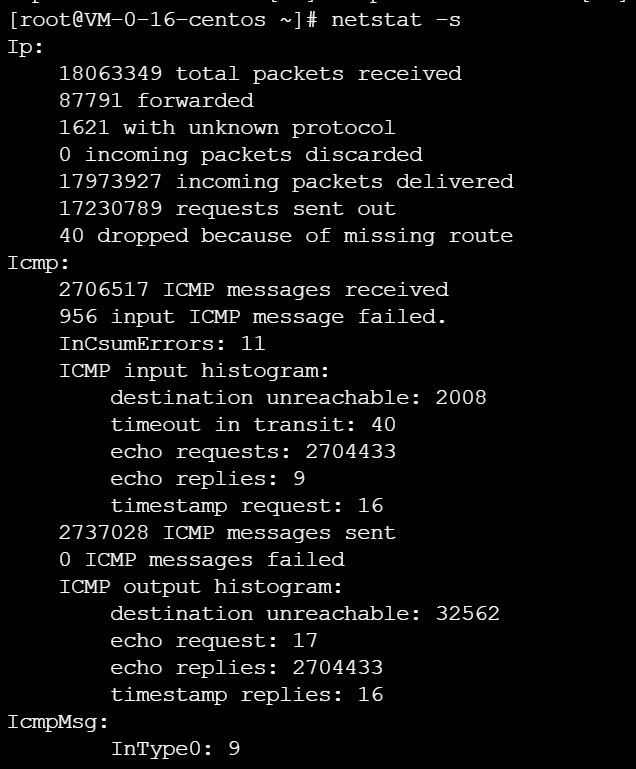 [root@VM-0-16-centos ~]# netstat -s
Ip:
    18063349 total packets received
    87791 forwarded
    1621 with unknown protocol
    0 incoming packets discarded
    17973927 incoming packets delivered
    17230789 requests sent out
    40 dropped because of missing route
Icmp:
    2706517 ICMP messages received
    956 input ICMP message failed.
    InCsumErrors: 11
    ICMP input histogram:
        destination unreachable: 2008
        timeout in transit: 40
        echo requests: 2704433
        echo replies: 9
        timestamp request: 16
    2737028 ICMP messages sent
    0 ICMP messages failed
    ICMP output histogram:
        destination unreachable: 32562
        echo request: 17
        echo replies: 2704433
        timestamp replies: 16
IcmpMsg:
        InType0: 9